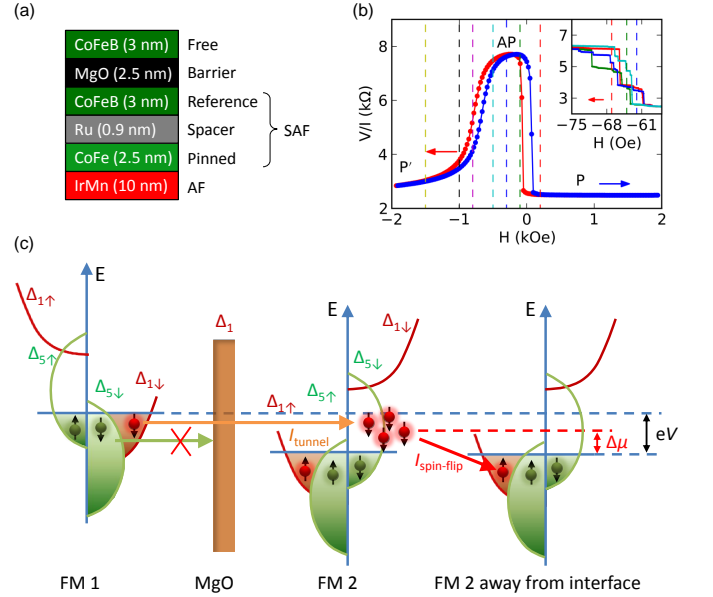 (a)
CoFeB (3 nm) Free
MgO (2.5 nm) Barrier
CoFeB (3 nm) Reference
Ru (0.9 nm) Spacer
SAF
CoFe (2.5 nm) Pinned
IrMn (10 nm) AF
(b)
V/I (kΩ)
8
6
4
2
AP
P′
P
−2
−1
0
1
2
H (kOe)
6
5
4
3
−75
−68
−61
H (Oe)
(c)
E
Δ1↑
Δ5↑
Δ5↓
Δ1↓
Δ1
E
Δ1↓
Δ5↓
Δ1↑
Δ5↑
Itunnel
Ispin-flip
E
Δμ
eV
FM 1
MgO
FM 2
FM 2 away from interface